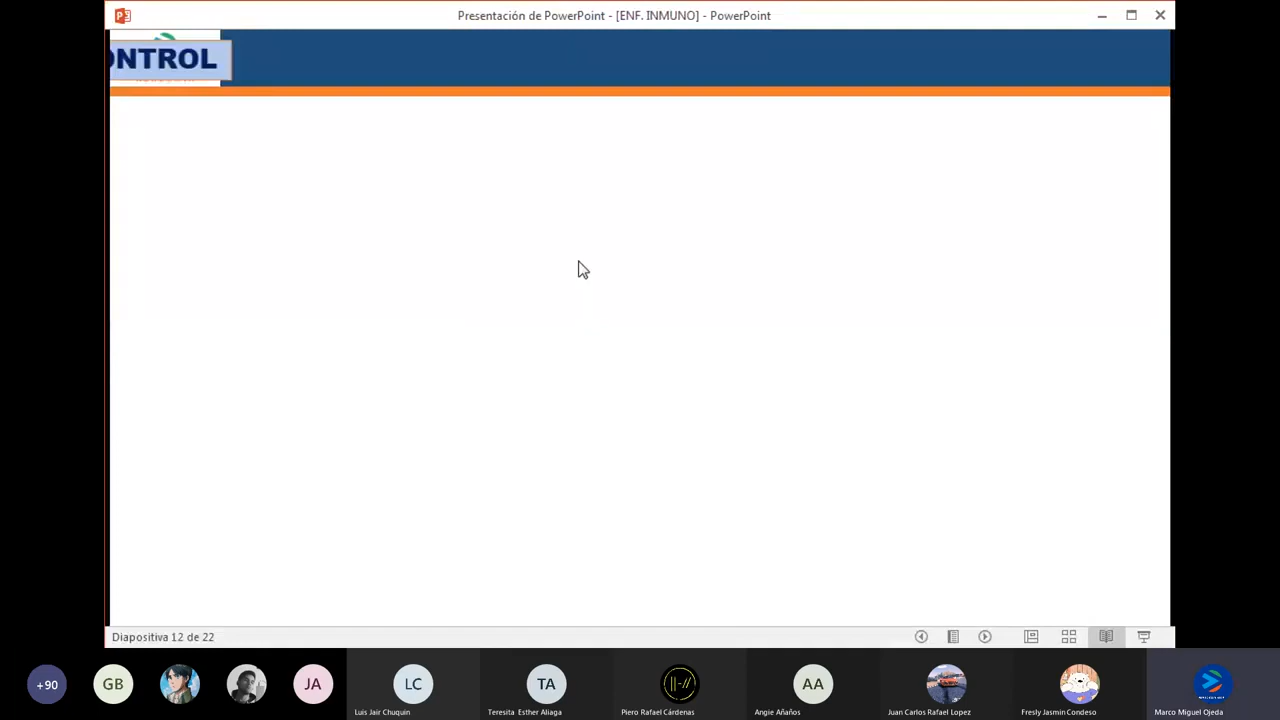 Presentación de PowerPoint - [ENF. INMUNO] - PowerPoint
ONTROL
Diapositiva 12 de 22
+90
GB
JA
LC
TA
AA
Luis Jair Chuquin
Teresita Esther Aliaga
Piero Rafael Cárdenas
Angie Añaños
Juan Carlos Rafael Lopez
Fresly Jasmin Condeso
Marco Miguel Ojeda